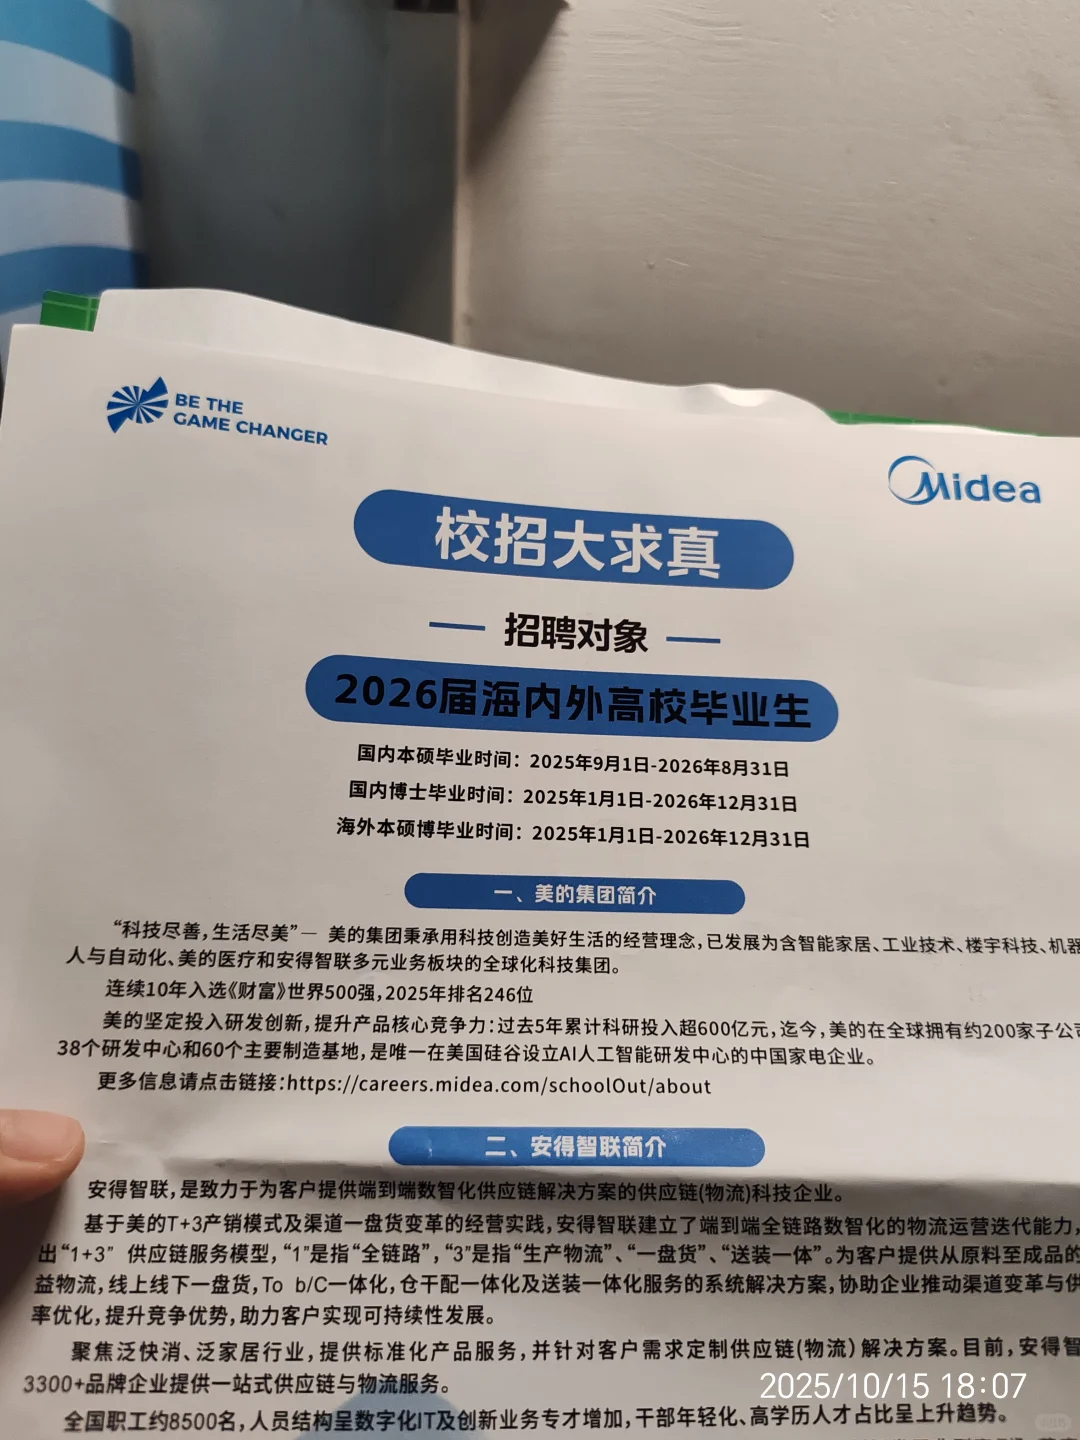 BE THE
GAME CHANGER
Midea
校招大求真
招聘对象
2026届海内外高校毕业生
国内本硕毕业时间：2025年9月1日-2026年8月31日
国内博士毕业时间：2025年1月1日-2026年12月31日
海外本硕博毕业时间：2025年1月1日-2026年12月31日
一、美的集团简介
“科技尽善，生活尽美”— 美的集团秉承用科技创造美好生活的经营理念，已发展为含智能家居、工业技术、楼宇科技、机器
人与自动化、美的医疗和安得智联多元业务板块的全球化科技集团。
连续10年入选《财富》世界500强，2025年排名246位
美的坚定投入研发创新，提升产品核心竞争力：过去5年累计科研投入超600亿元，迄今，美的在全球拥有约200家子公司
38个研发中心和60个主要制造基地，是唯一在美国硅谷设立AI人工智能研发中心的中国家电企业。
更多信息请点击链接：https://careers.midea.com/schoolOut/about
二、安得智联简介
安得智联，是致力于为客户提供端到端数智化供应链解决方案的供应链(物流)科技企业。
基于美的T+3产销模式及渠道一盘货变革的经营实践，安得智联建立了端到端全链路数智化的物流运营迭代能力，
出“1+3” 供应链服务模型，“1”是指“全链路”，“3”是指“生产物流”、“一盘货”、“送装一体”。为客户提供从原料至成品的
益物流，线上线下一盘货，To b/C一体化，仓干配一体化及送装一体化服务的系统解决方案，协助企业推动渠道变革与供
率优化，提升竞争优势，助力客户实现可持续性发展。
聚焦泛快消、泛家居行业，提供标准化产品服务，并针对客户需求定制供应链(物流）解决方案。目前，安得智
3300+品牌企业提供一站式供应链与物流服务。
全国职工约8500名，人员结构呈数字化IT及创新业务专才增加，干部年轻化、高学历人才占比呈上升趋势。
2025/10/15 18:07